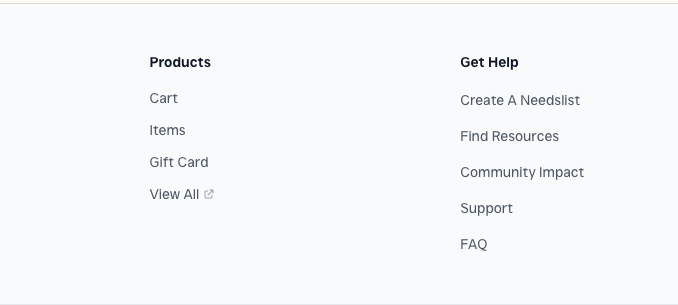 Products
Cart
Items
Gift Card
View All
Get Help
Create A Needslist
Find Resources
Community Impact
Support
FAQ